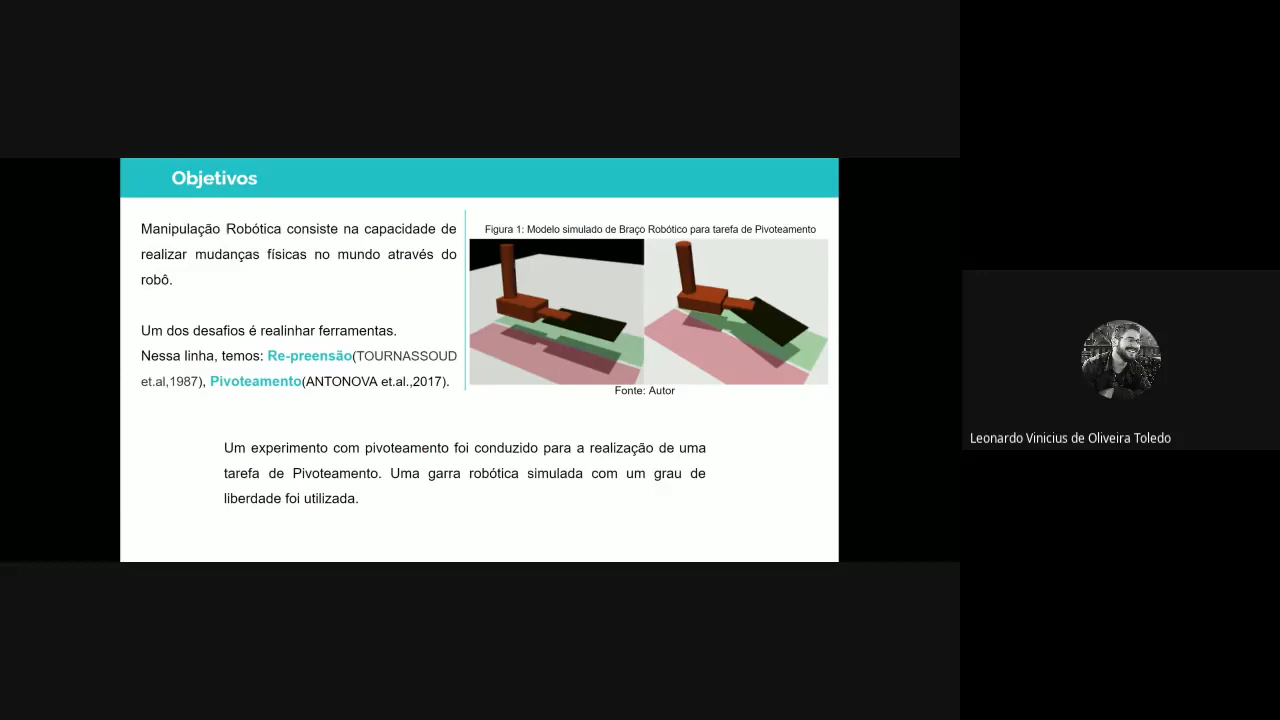 Objetivos
Manipulação Robótica consiste na capacidade de
realizar mudanças físicas no mundo através do
robô.
Um dos desafios é realinhar ferramentas.
Nessa linha, temos: Re-preensão(TOURNASSOUD
et.al,1987), Pivoteamento(ANTONOVA et.al.,2017).
Figura 1: Modelo simulado de Braço Robótico para tarefa de Pivoteamento
Fonte: Autor
Um experimento com pivoteamento foi conduzido para a realização de uma
tarefa de Pivoteamento. Uma garra robótica simulada com um grau de
liberdade foi utilizada.
Leonardo Vinicius de Oliveira Toledo